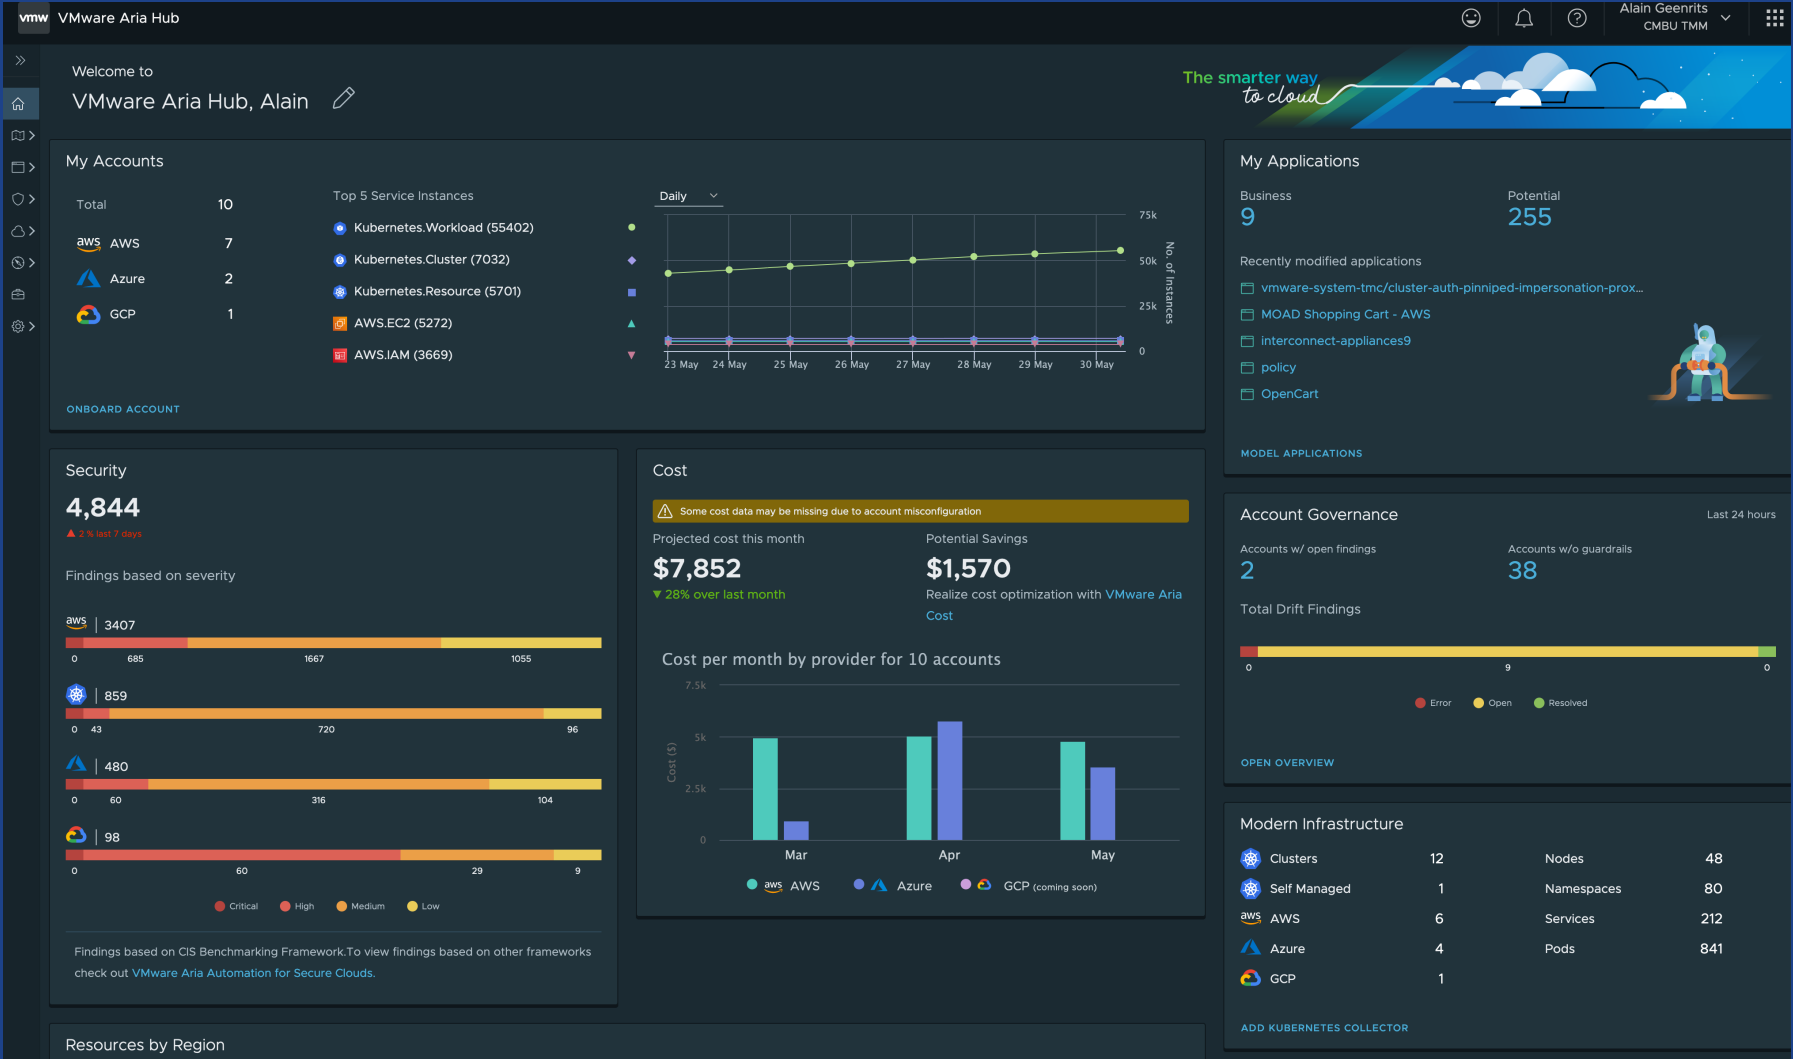 vmw VMware Aria Hub
Alain Geenrits
CMBU TMM
Welcome to
VMware Aria Hub, Alain
The smarter way
to cloud
My Accounts
Total 10
aws AWS 7
Azure 2
GCP 1
Top 5 Service Instances
Kubernetes.Workload (55402)
Kubernetes.Cluster (7032)
Kubernetes.Resource (5701)
AWS.EC2 (5272)
AWS.IAM (3669)
Daily
75k
50k
25k
0
No. of Instances
23 May 24 May 25 May 26 May 27 May 28 May 29 May 30 May
ONBOARD ACCOUNT
My Applications
Business Potential
9 255
Recently modified applications
vmware-system-tmc/cluster-auth-pinniped-impersonation-prox...
MOAD Shopping Cart - AWS
interconnect-appliances9
policy
OpenCart
MODEL APPLICATIONS
Security
4,844
2 % last 7 days
Findings based on severity
aws | 3407
0 685 1667 1055
| 859
0 43 720 96
| 480
0 60 316 104
| 98
0 60 29 9
Critical High Medium Low
Findings based on CIS Benchmarking Framework.To view findings based on other frameworks
check out VMware Aria Automation for Secure Clouds.
Cost
Some cost data may be missing due to account misconfiguration
Projected cost this month
$7,852
28% over last month
Potential Savings
$1,570
Realize cost optimization with VMware Aria
Cost
Cost per month by provider for 10 accounts
7.5k
5k
2.5k
0
Cost ($)
Mar Apr May
aws AWS Azure GCP (coming soon)
Account Governance Last 24 hours
Accounts w/ open findings Accounts w/o guardrails
2 38
Total Drift Findings
0 9 0
Error Open Resolved
OPEN OVERVIEW
Modern Infrastructure
Clusters 12 Nodes 48
Self Managed 1 Namespaces 80
aws AWS 6 Services 212
Azure 4 Pods 841
GCP 1
ADD KUBERNETES COLLECTOR
Resources by Region